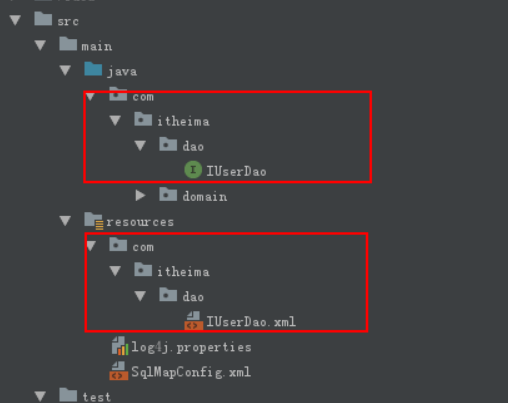 src
main
java
com
itheima
dao
I IUserDao
domain
resources
com
itheima
dao
IUserDao.xml
log4j.properties
SqlMapConfig.xml
test